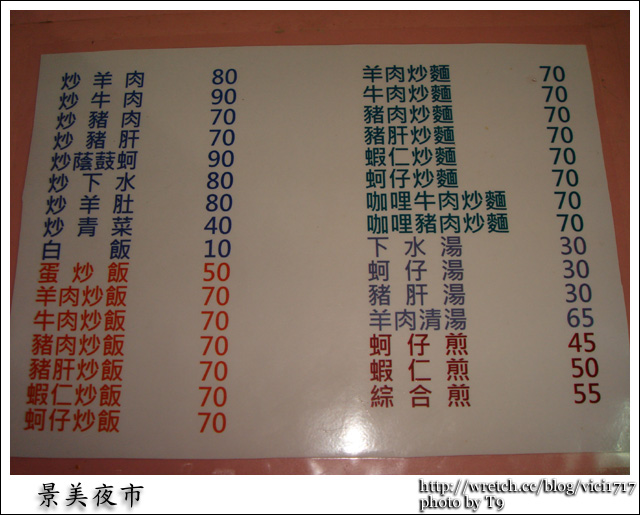 炒羊肉 80
炒牛肉 90
炒豬肉 70
炒豬肝 70
炒蔭鼓蚵 90
炒下水 80
炒羊肚 80
炒青菜 40
白飯 10
蛋炒飯 50
羊肉炒飯 70
牛肉炒飯 70
豬肉炒飯 70
豬肝炒飯 70
蝦仁炒飯 70
蚵仔炒飯 70
羊肉炒麵 70
牛肉炒麵 70
豬肉炒麵 70
豬肝炒麵 70
蝦仁炒麵 70
蚵仔炒麵 70
咖哩牛肉炒麵 70
咖哩豬肉炒麵 70
下水湯 30
蚵仔湯 30
豬肝湯 30
羊肉清湯 65
蚵仔煎 45
蝦仁煎 50
綜合煎 55
景美夜市
http://wretch.cc/blog/vici1717
photo by T9